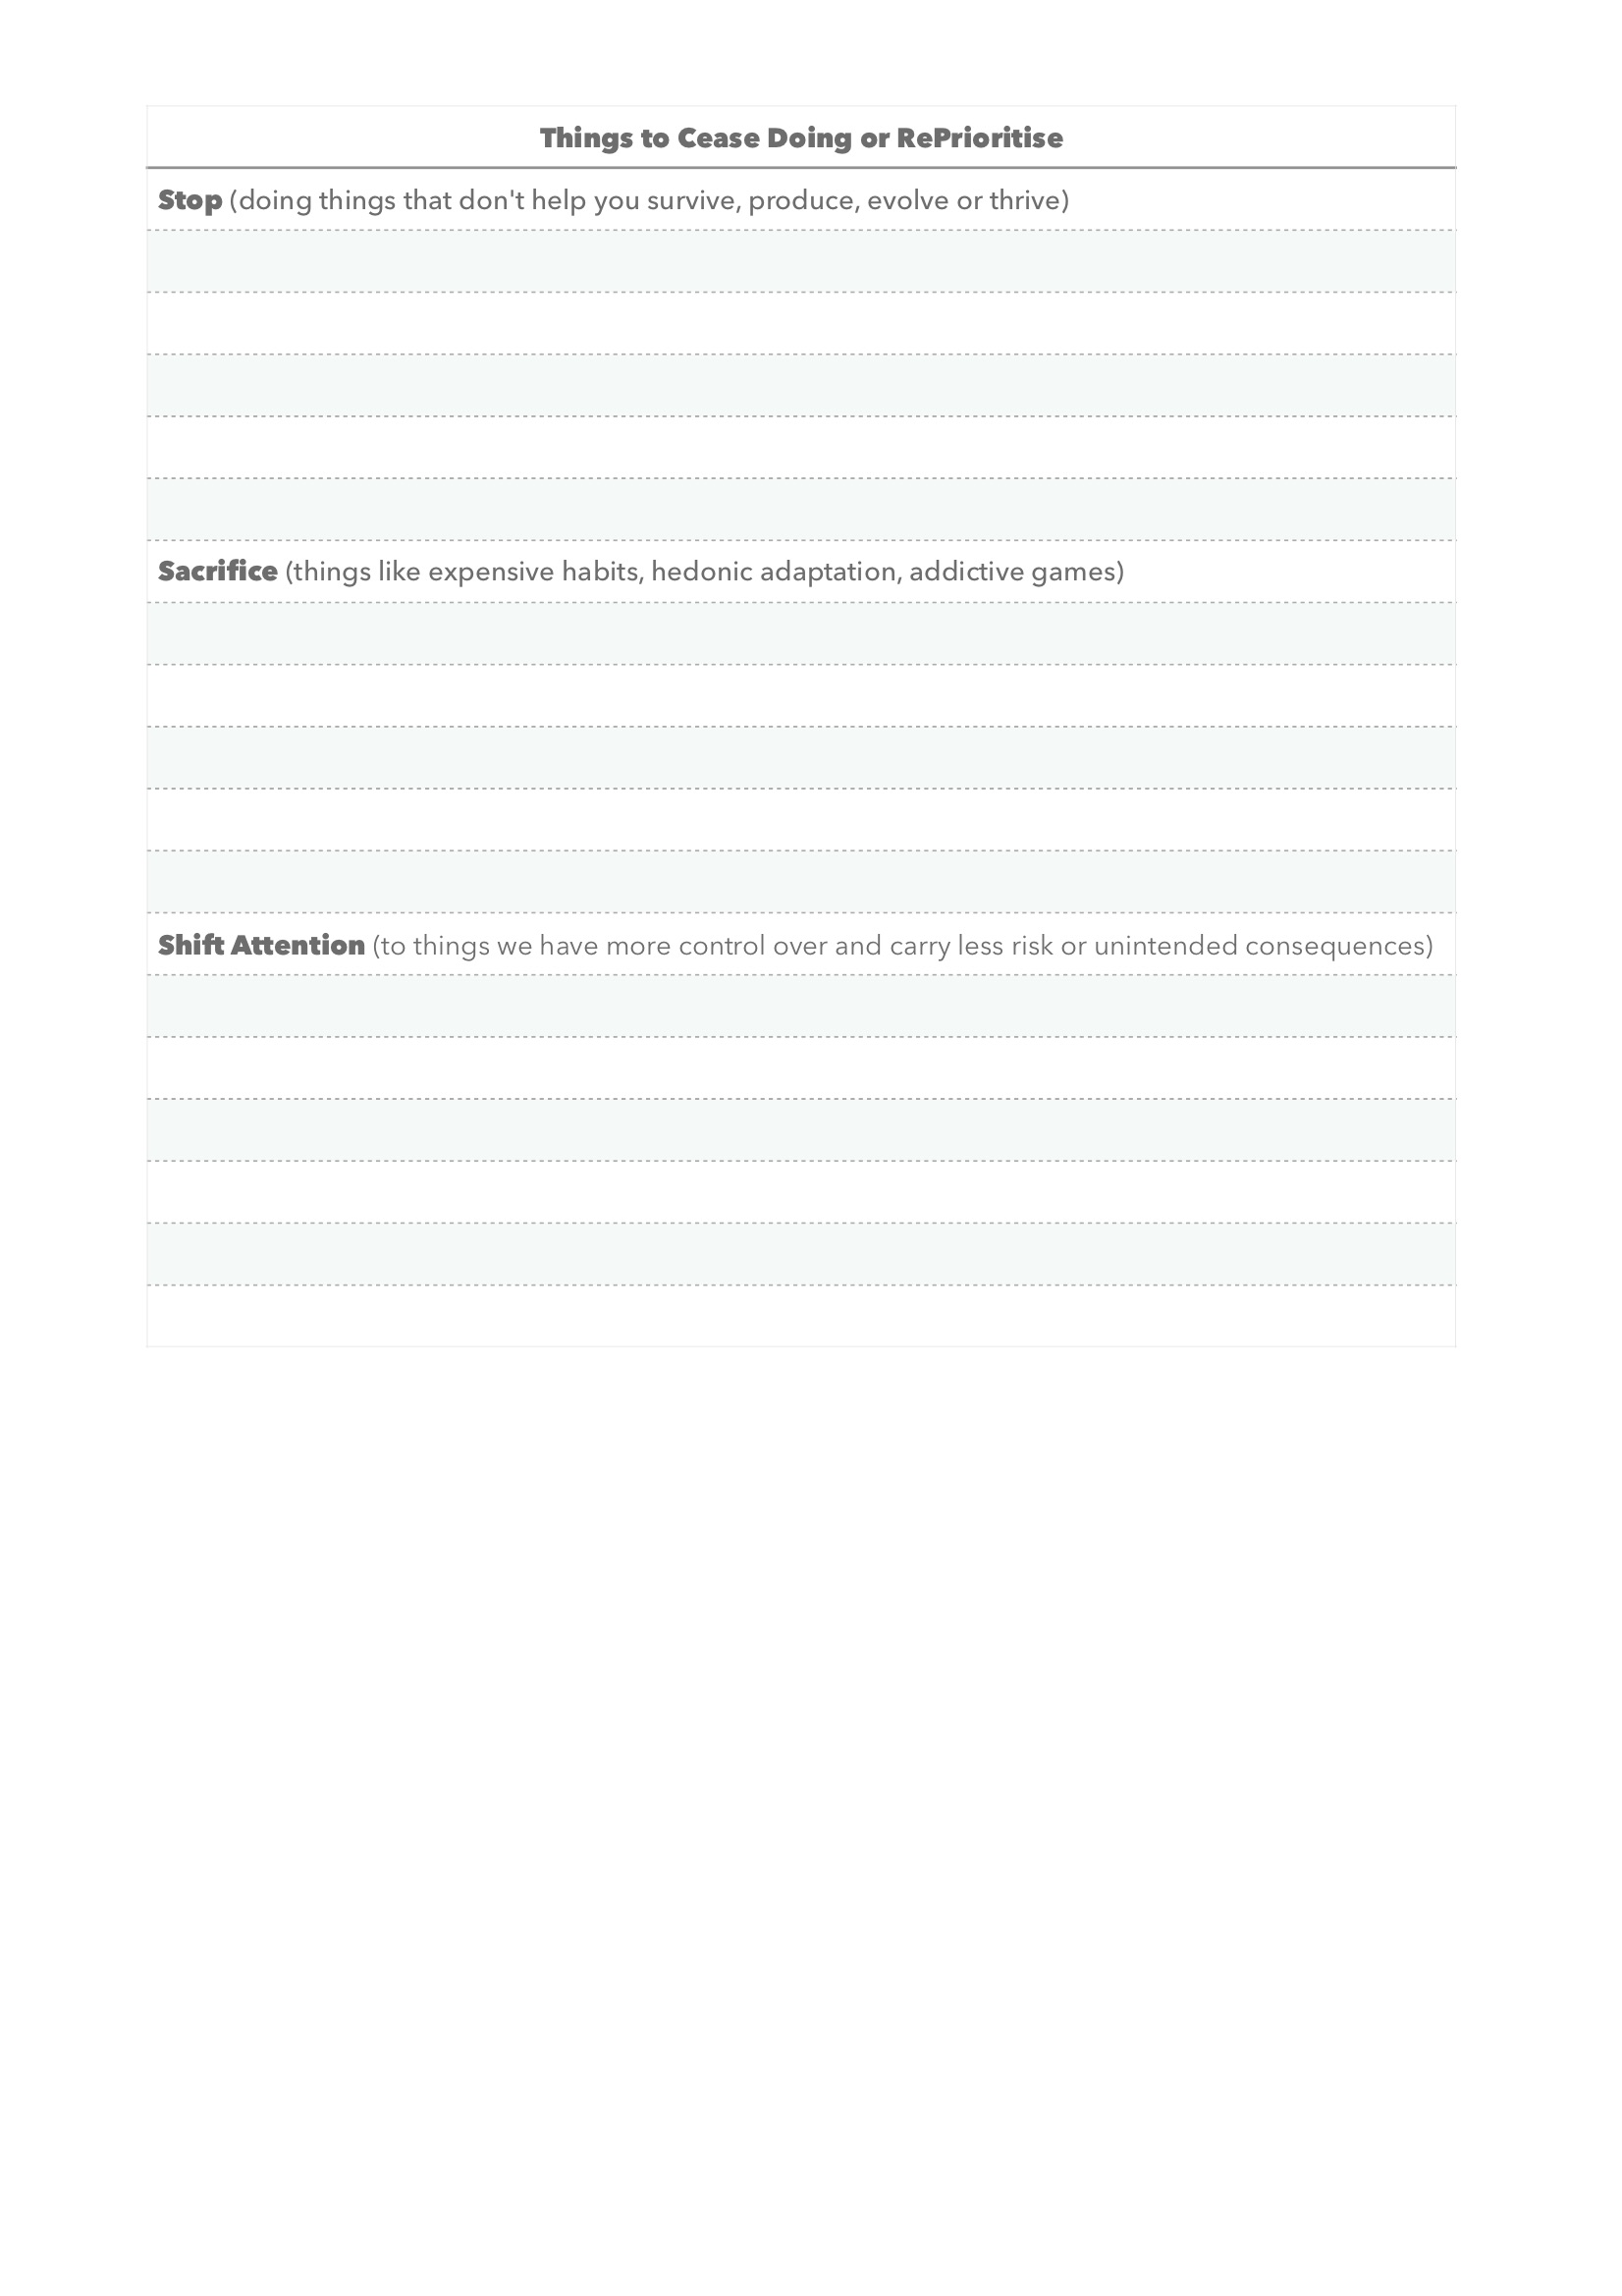 Things to Cease Doing or RePrioritise
Stop (doing things that don't help you survive, produce, evolve or thrive)
Sacrifice (things like expensive habits, hedonic adaptation, addictive games)
Shift Attention (to things we have more control over and carry less risk or unintended consequences)